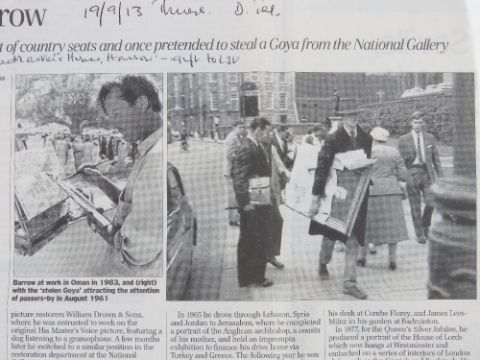 row
19/9/13 Thurs. D. Tel.
t of country seats and once pretended to steal a Goya from the National Gallery
Barrow at work in Oman in 1983, and (right)
with the 'stolen Goya' attracting the attention
of passers-by in August 1961
picture restorers William Drown & Sons,
where he was entrusted to work on the
original His Master's Voice picture, featuring a
dog listening to a gramophone. A few months
later he switched to a similar position in the
restoration department at the National
In 1965 he drove through Lebanon, Syria
and Jordan to Jerusalem, where he completed
a portrait of the Anglican archbishop, a cousin
of his mother, and held an impromptu
exhibition to finance his drive home via
Turkey and Greece. The following year he was
his desk at Combe Florey, and James Lees-
Milne in his garden at Badminton.
In 1977, for the Queen's Silver Jubilee, he
produced a portrait of the House of Lords
which now hangs at Westminster and
embarked on a series of interiors of London